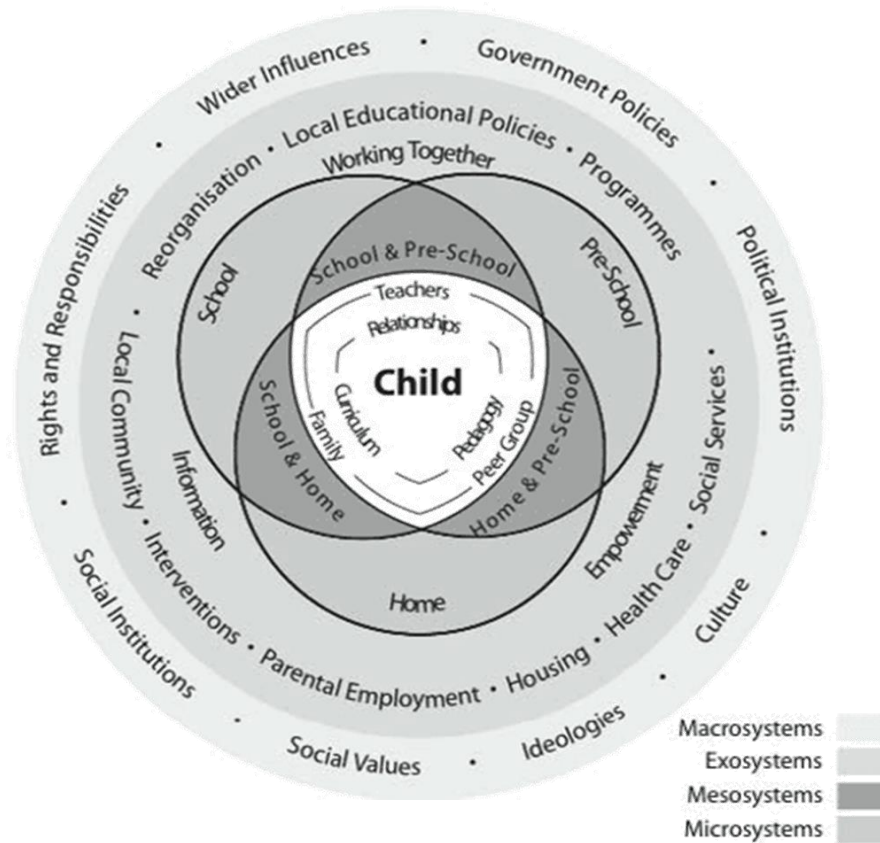 Wider Influences
Government Policies
Political Institutions
Culture
Ideologies
Social Values
Social Institutions
Rights and Responsibilities
Local Educational Policies
Programmes
Social Services
Health Care
Housing
Parental Employment
Interventions
Local Community
Reorganisation
Working Together
Empowerment
Information
School
Pre-School
Home
School & Pre-School
Home & Pre-School
School & Home
Teachers
Peer Group
Family
Relationships
Pedagogy
Curriculum
Child
Macrosystems
Exosystems
Mesosystems
Microsystems